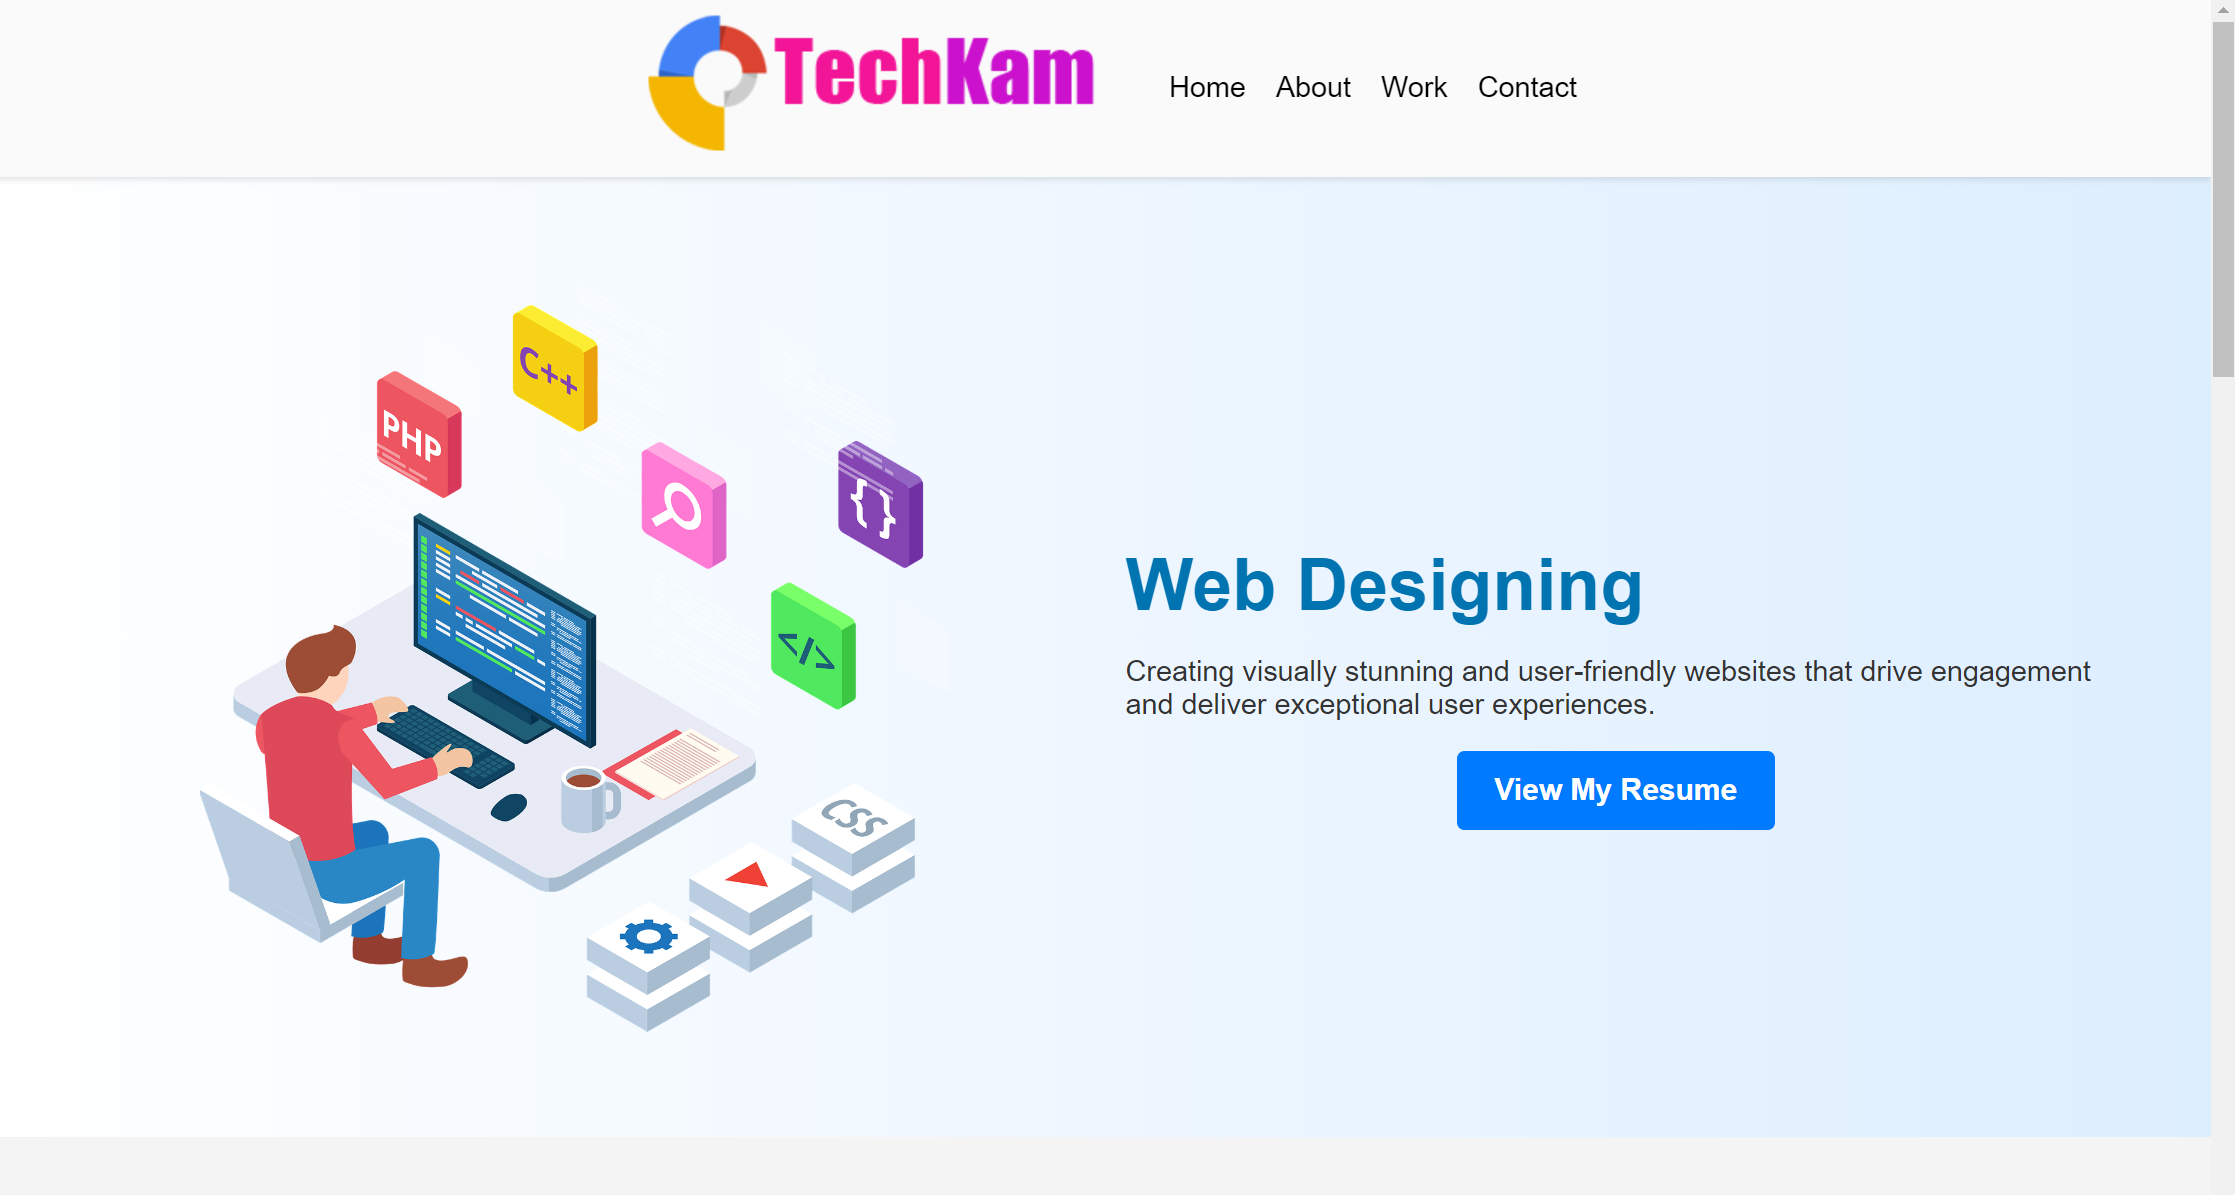 TechKam
Home About Work Contact
C++
PHP
{}
</>
Web Designing
Creating visually stunning and user-friendly websites that drive engagement
and deliver exceptional user experiences.
View My Resume
CSS